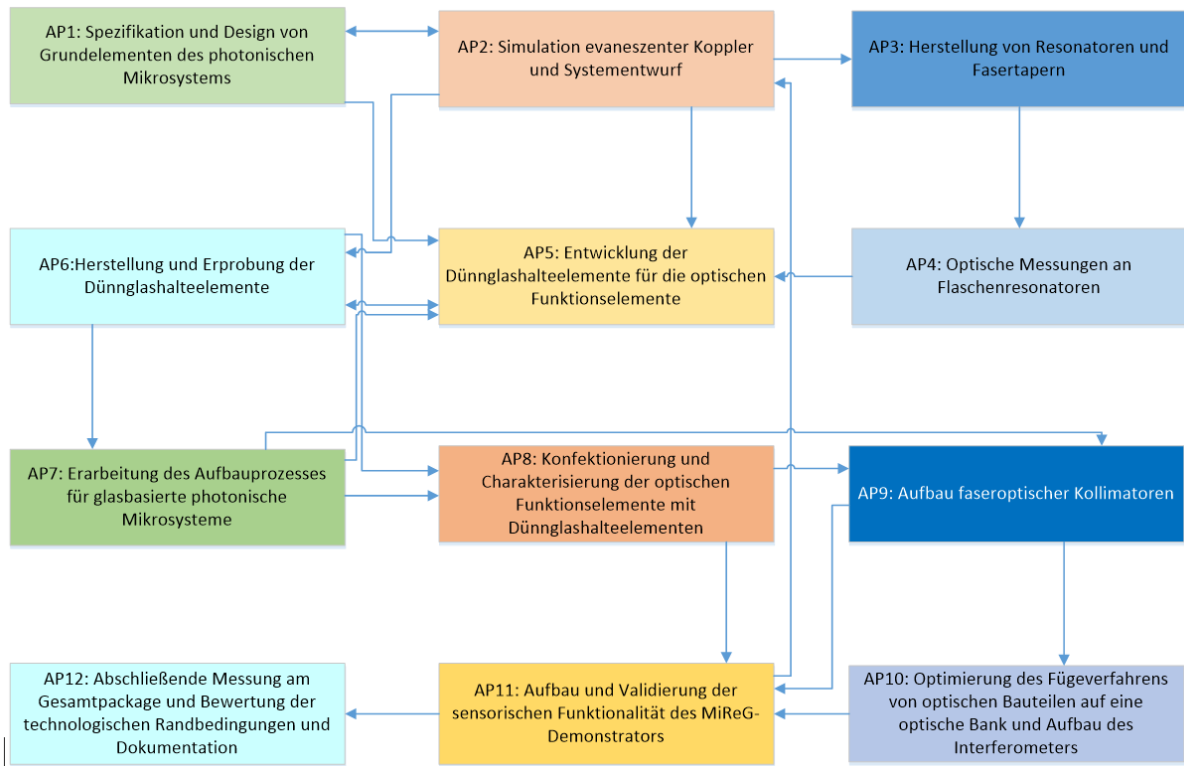 AP1: Spezifikation und Design von
Grundelementen des photonischen
Mikrosystems
AP2: Simulation evaneszenter Koppler
und Systementwurf
AP3: Herstellung von Resonatoren und
Fasertapern
AP6:Herstellung und Erprobung der
Dünnglashalteelemente
AP5: Entwicklung der
Dünnglashalteelemente für die optischen
Funktionselemente
AP4: Optische Messungen an
Flaschenresonatoren
AP7: Erarbeitung des Aufbauprozesses
für glasbasierte photonische
Mikrosysteme
AP8: Konfektionierung und
Charakterisierung der optischen
Funktionselemente mit
Dünnglashalteelementen
AP9: Aufbau faseroptischer Kollimatoren
AP12: Abschließende Messung am
Gesamtpackage und Bewertung der
technologischen Randbedingungen und
Dokumentation
AP11: Aufbau und Validierung der
sensorischen Funktionalität des MiReG-
Demonstrators
AP10: Optimierung des Fügeverfahrens
von optischen Bauteilen auf eine
optische Bank und Aufbau des
Interferometers